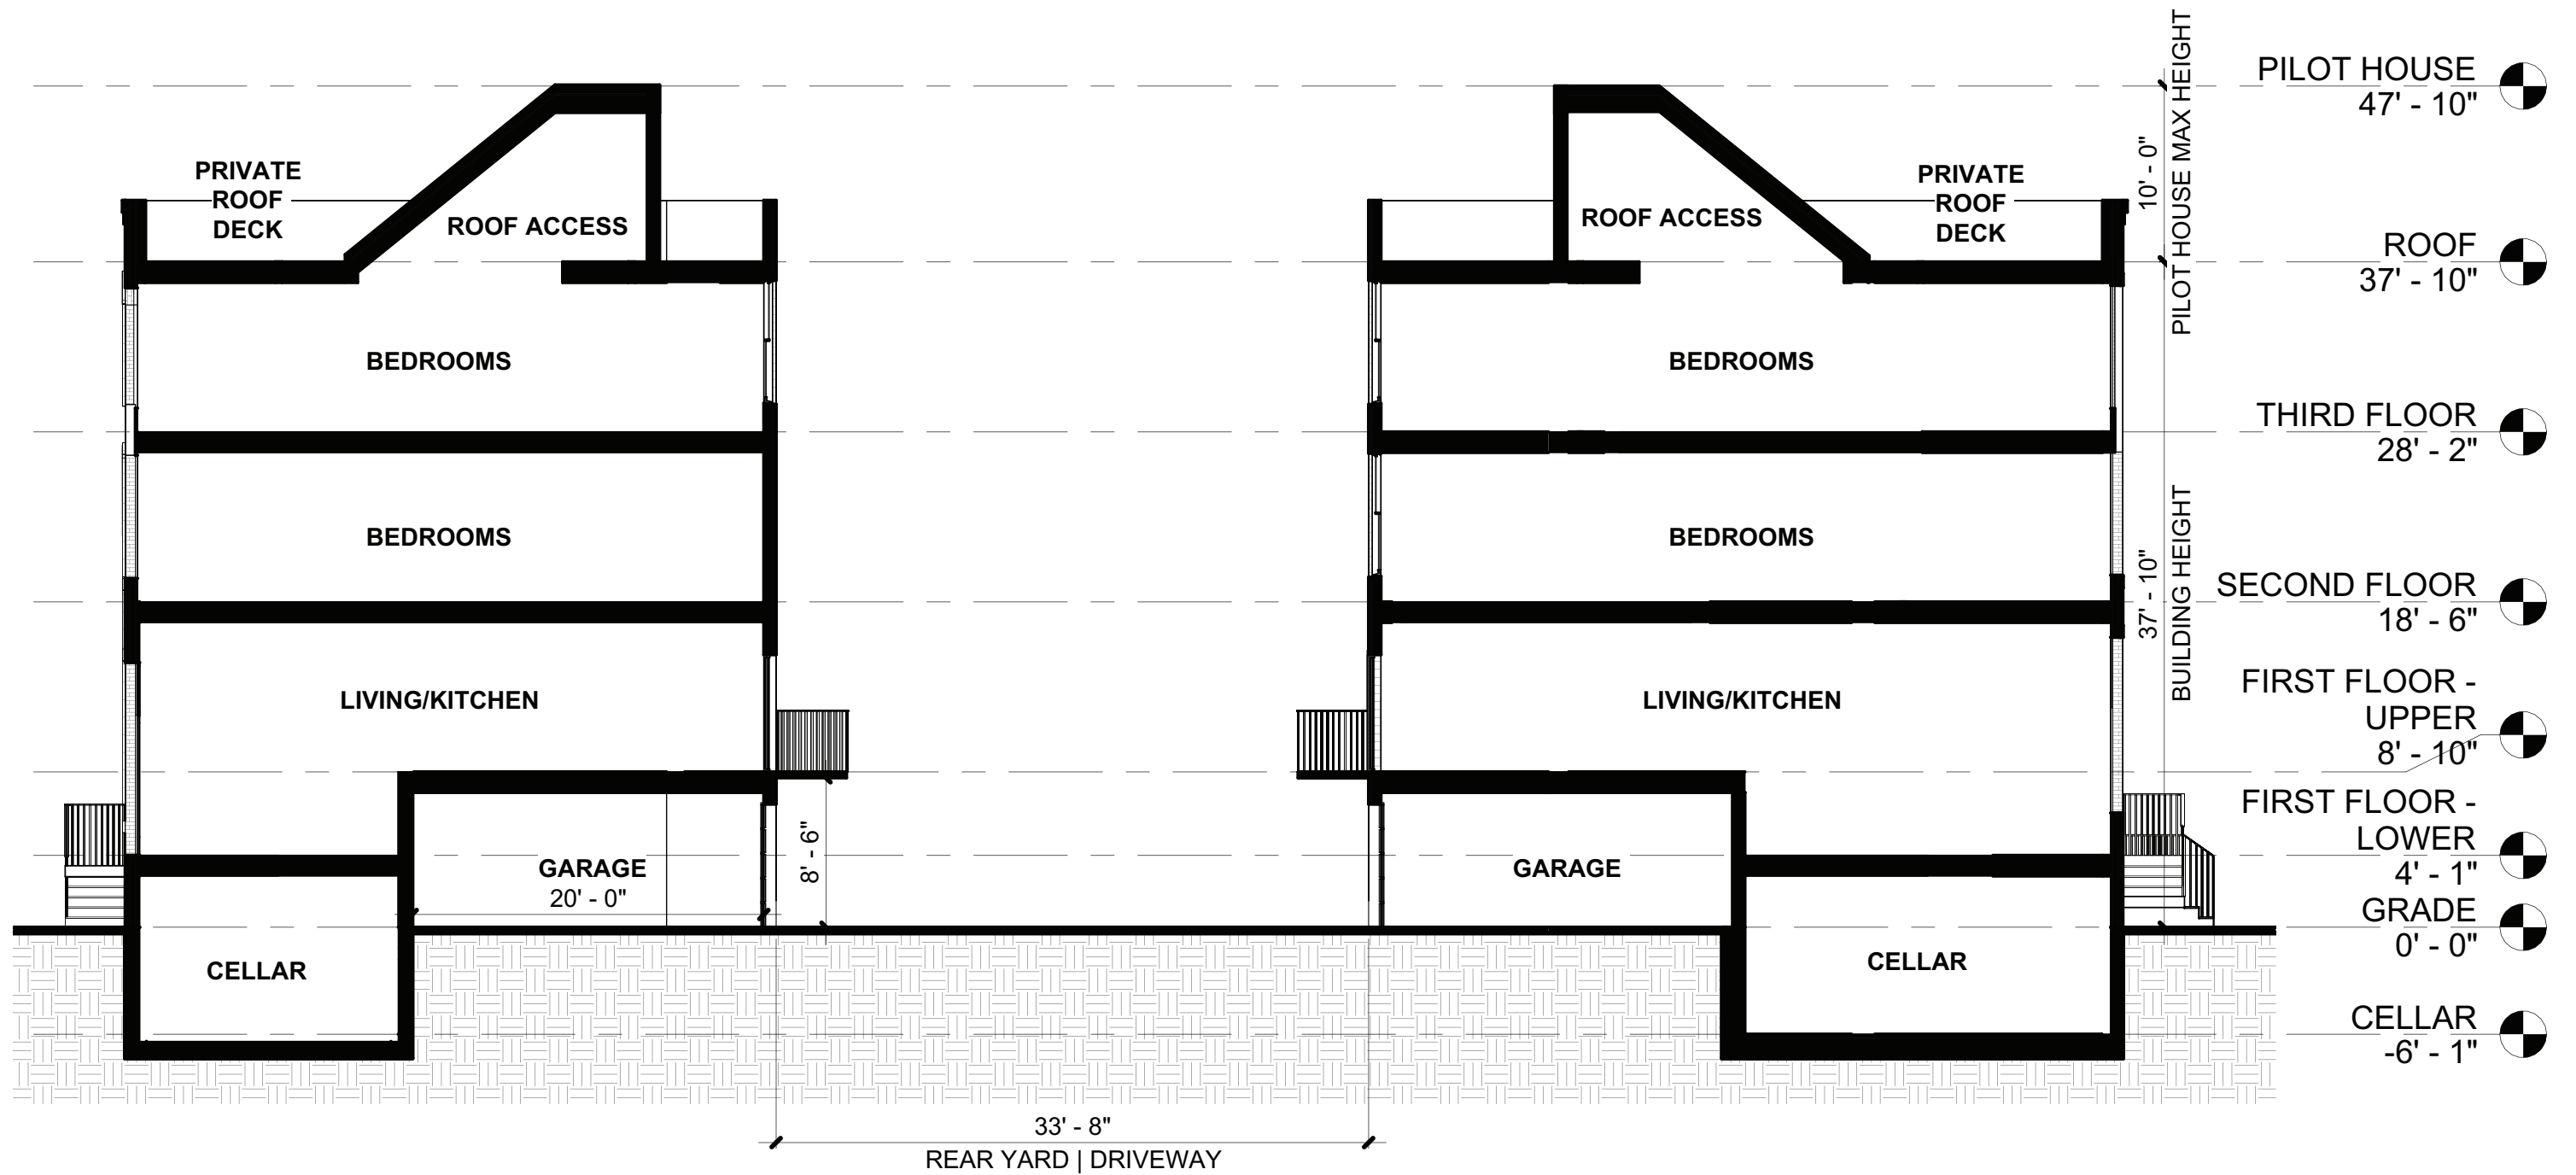 PILOT HOUSE
47' - 10"
ROOF
37' - 10"
THIRD FLOOR
28' - 2"
SECOND FLOOR
18' - 6"
FIRST FLOOR -
UPPER
8' - 10"
FIRST FLOOR -
LOWER
4' - 1"
GRADE
0' - 0"
CELLAR
-6' - 1"
10' - 0"
PILOT HOUSE MAX HEIGHT
37' - 10"
BUILDING HEIGHT
PRIVATE
ROOF
DECK
ROOF ACCESS
BEDROOMS
BEDROOMS
LIVING/KITCHEN
GARAGE
20' - 0"
8' - 6"
CELLAR
ROOF ACCESS
PRIVATE
ROOF
DECK
BEDROOMS
BEDROOMS
LIVING/KITCHEN
GARAGE
CELLAR
33' - 8"
REAR YARD | DRIVEWAY